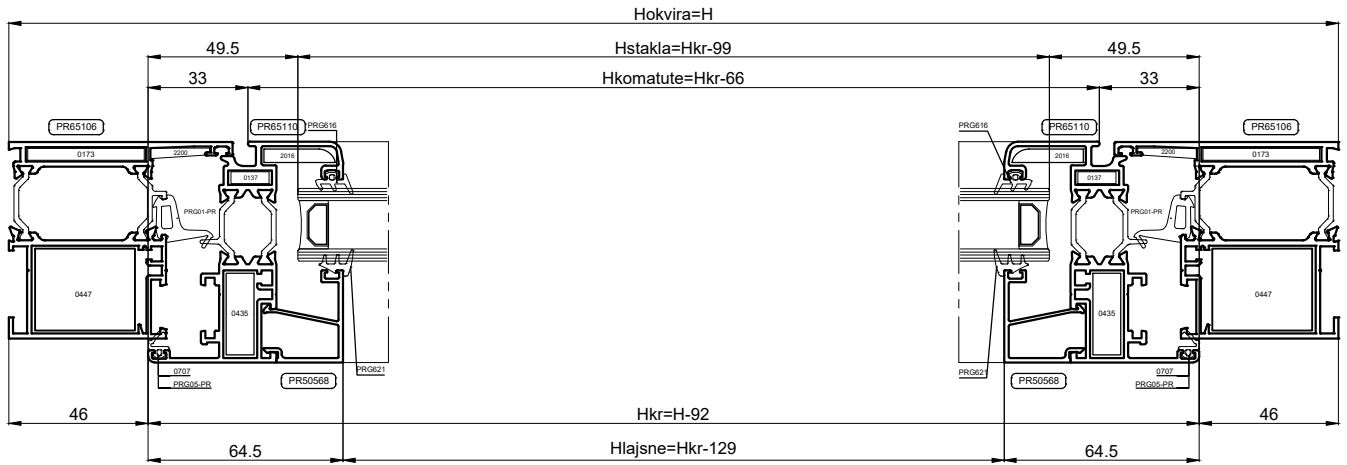 Hokvira=H
49.5 Hstakla=Hkr-99 49.5
33 Hkomatute=Hkr-66 33
PR65106 PR65110 PRG616 PRG616 PR65110 PR65106
0173 2200 2016 2016 2200 0173
0137 0137
PRG01-PR PRG01-PR
0447 0435 0435 0447
0707 PRG621 PRG621 0707
PRG05-PR PR50568 PR50568 PRG05-PR
46 Hkr=H-92 46
64.5 Hlajsne=Hkr-129 64.5